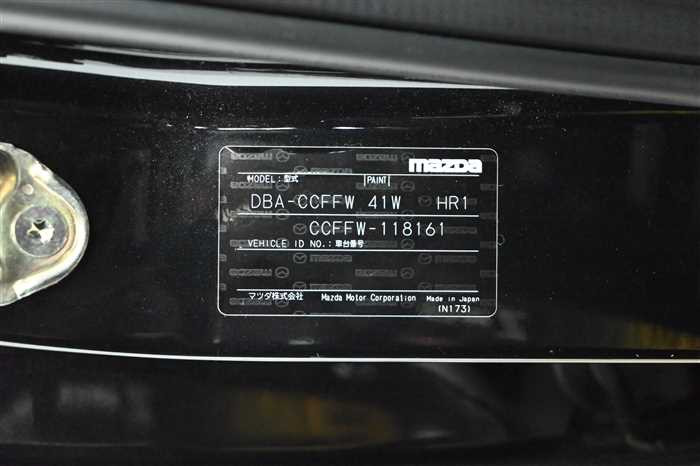 mazda
MODEL:型式 PAINT
DBA-CCFFW 41W HR1
CCFFW-118161
VEHICLE ID NO.:車台番号
マツダ株式会社 Mazda Motor Corporation Made in Japan
(N173)